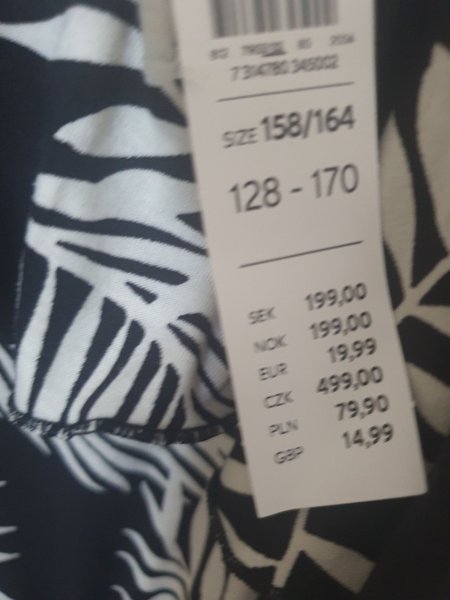 7314780 345002
SIZE 158/164
128 - 170
SEK 199,00
NOK 199,00
EUR 19,99
CZK 499,00
PLN 79,90
GBP 14,99